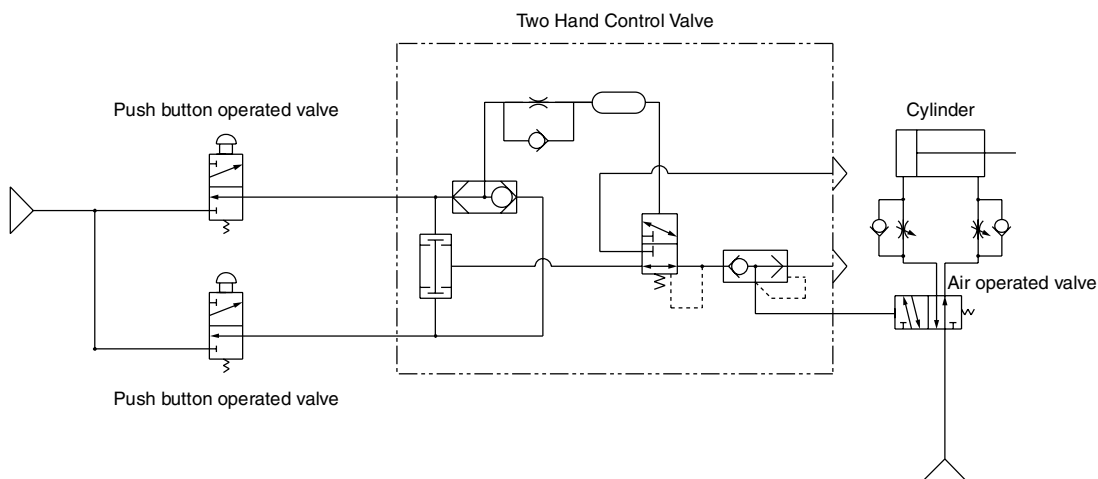 Two Hand Control Valve
Push button operated valve
Cylinder
Air operated valve
Push button operated valve